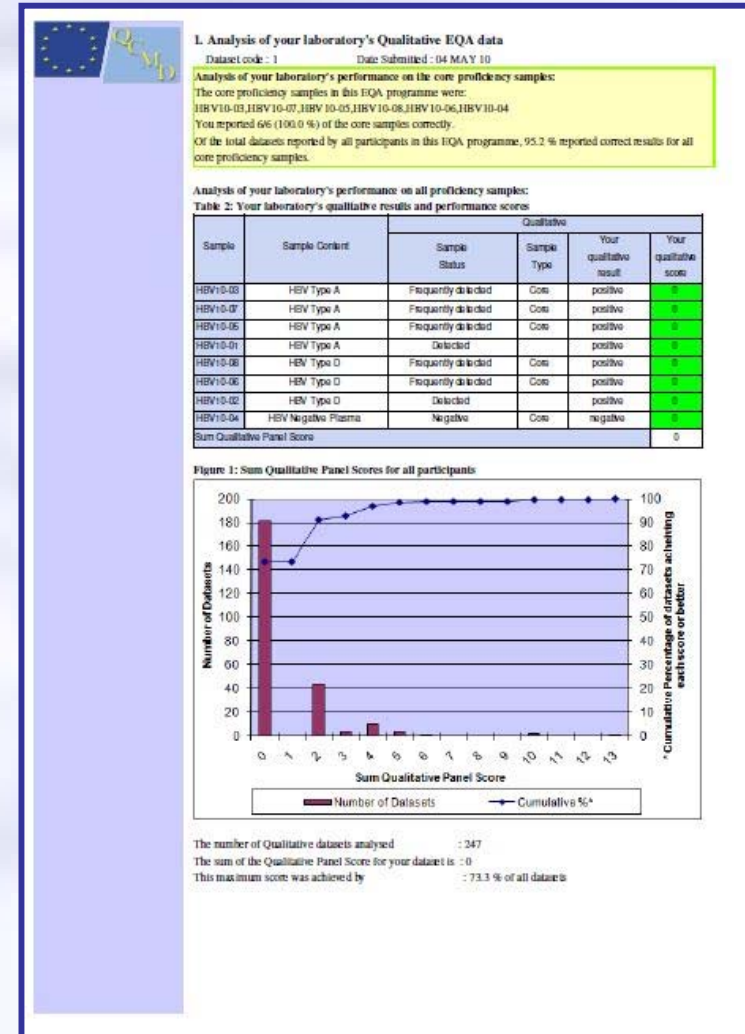 QCMD
1. Analysis of your laboratory's Qualitative EQA data
Dataset code : 1 Date Submitted : 04 MAY 10
Analysis of your laboratory's performance on the core proficiency samples:
The core proficiency samples in this EQA programme were:
HBV10-03,HBV10-07,HBV10-05,HBV10-08,HBV10-06,HBV10-04
You reported 6/6 (100.0 %) of the core samples correctly.
Of the total datasets reported by all participants in this EQA programme, 95.2 % reported correct results for all
core proficiency samples.
Analysis of your laboratory's performance on all proficiency samples:
Table 2: Your laboratory's qualitative results and performance scores
Qualitative
Sample Sample Content Sample Status Sample Type Your qualitative result Your qualitative score
HBV10-03 HBV Type A Frequently detected Core positive 0
HBV10-07 HBV Type A Frequently detected Core positive 0
HBV10-05 HBV Type A Frequently detected Core positive 0
HBV10-01 HBV Type A Detected positive 0
HBV10-08 HBV Type D Frequently detected Core positive 0
HBV10-06 HBV Type D Frequently detected Core positive 0
HBV10-02 HBV Type D Detected positive 0
HBV10-04 HBV Negative Plasma Negative Core negative 0
Sum Qualitative Panel Score 0
Figure 1: Sum Qualitative Panel Scores for all participants
Number of Datasets
200 100
180 90
160 80
140 70
120 60
100 50
80 40
60 30
40 20
20 10
0 0
* Cumulative Percentage of datasets acheiving
each score or better
0 1 2 3 4 5 6 7 8 9 10 11 12 13
Sum Qualitative Panel Score
Number of Datasets Cumulative %*
The number of Qualitative datasets analysed : 247
The sum of the Qualitative Panel Score for your dataset is : 0
This maximum score was achieved by : 73.3 % of all datasets